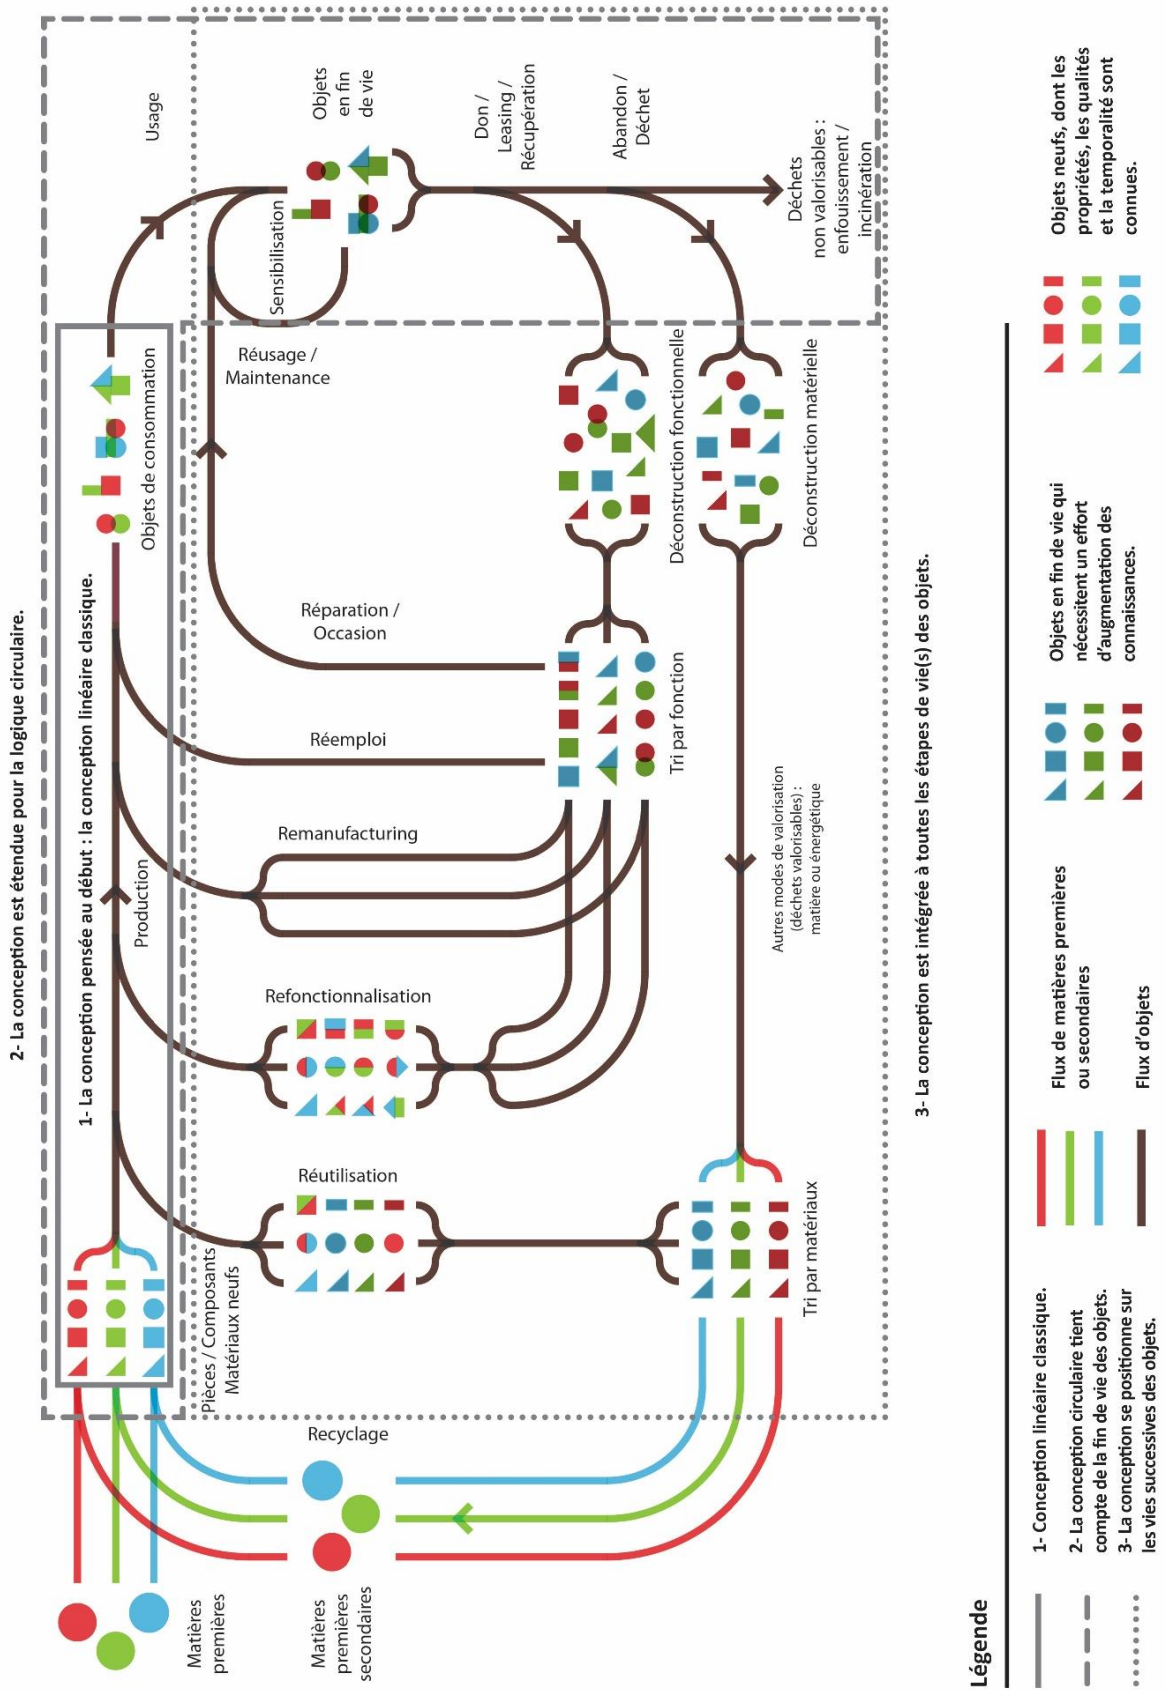 2- La conception est étendue pour la logique circulaire.
1- La conception pensée au début : la conception linéaire classique.
Matières
premières
Production
Objets de consommation
Usage
Pièces / Composants
Matériaux neufs
Matières
premières
secondaires
Recyclage
Réutilisation
Refonctionnalisation
Remanufacturing
Réemploi
Réparation /
Occasion
Réusage /
Maintenance
Sensibilisation
Objets
en fin
de vie
Don /
Leasing /
Récupération
Abandon /
Déchet
Tri par fonction
Déconstruction fonctionnelle
Tri par matériaux
Autres modes de valorisation
(déchets valorisables) :
matière ou énergétique
Déconstruction matérielle
Déchets
non valorisables :
enfouissement /
incinération
3- La conception est intégrée à toutes les étapes de vie(s) des objets.
Légende
1- Conception linéaire classique.
2- La conception circulaire tient
compte de la fin de vie des objets.
3- La conception se positionne sur
les vies successives des objets.
Flux de matières premières
ou secondaires
Flux d'objets
Objets en fin de vie qui
nécessitent un effort
d'augmentation des
connaissances.
Objets neufs, dont les
propriétés, les qualités
et la temporalité sont
connues.